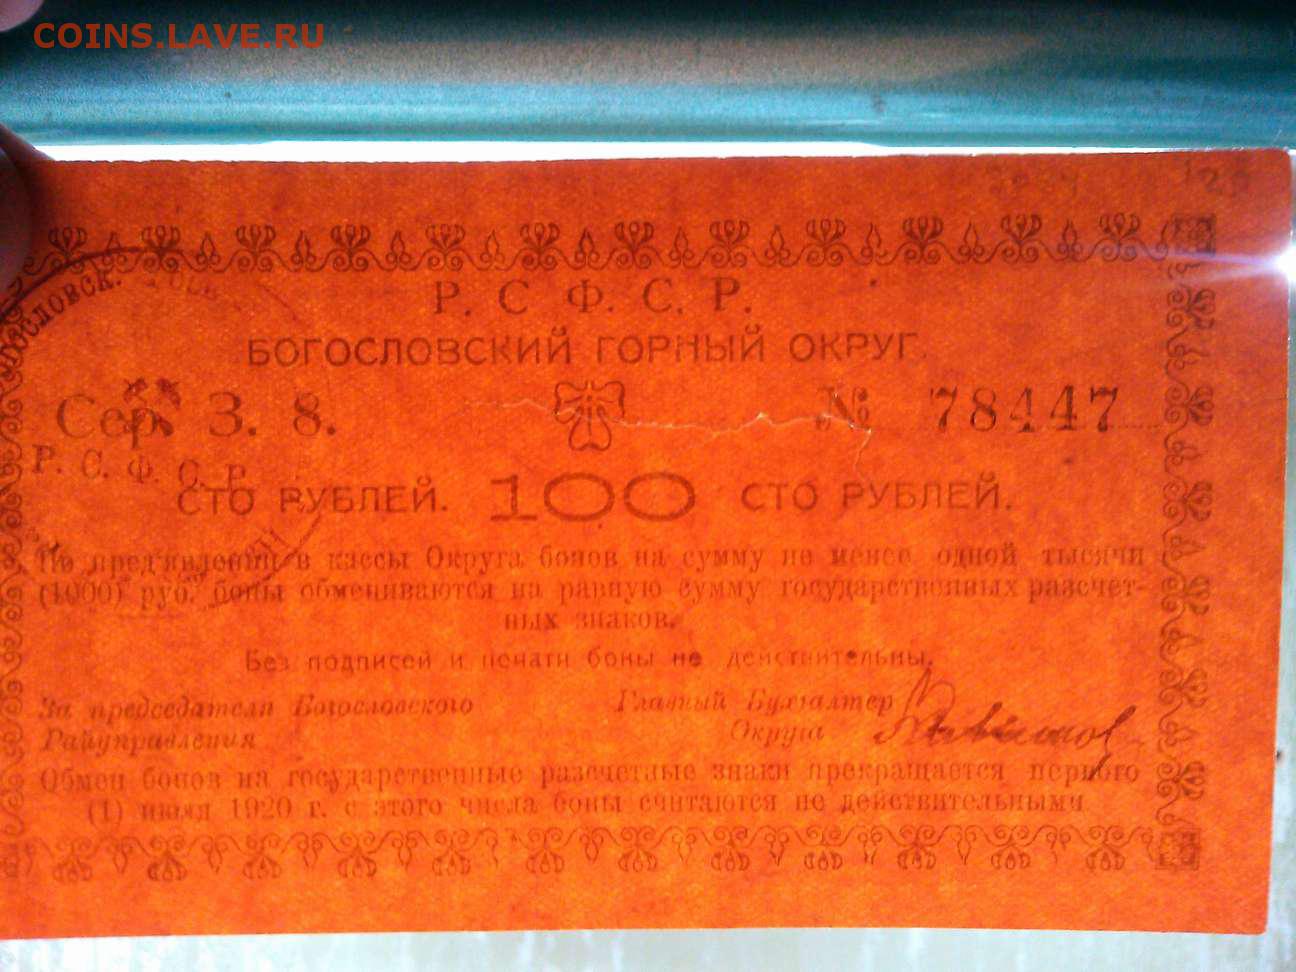 COINS.LAVE.RU
Р. С. Ф. С. Р.
БОГОСЛОВСКИЙ ГОРНЫЙ ОКРУГ.
Сер. З. 8. № 78447
Р. С. Ф. С. Р.
СТО РУБЛЕЙ. 100 СТО РУБЛЕЙ.
По предъявлении в кассы Округа бонов на сумму не менее одной тысячи
(1000) руб. боны обмениваются на равную сумму государственных разсчет-
ных знаков.
Без подписей и печати боны не действительны.
За председателя Богословского Главный Бухгалтер
Райуправления Округа
Обмен бонов на государственные разсчетные знаки прекращается первого
(1) июля 1920 г. с этого числа боны считаются не действительными